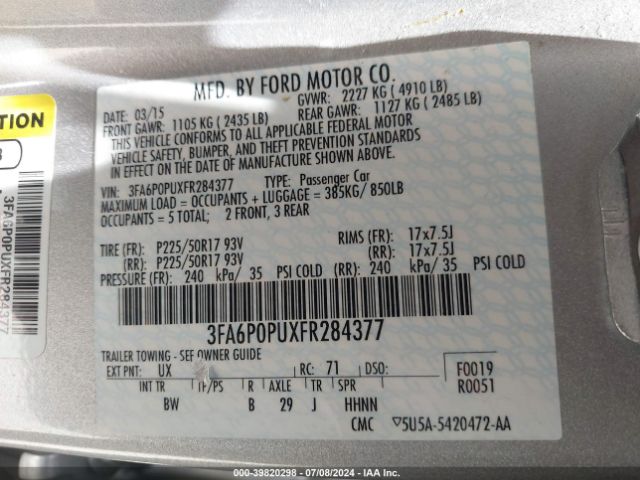 MFD. BY FORD MOTOR CO.
DATE: 03/15 GVWR: 2227 KG ( 4910 LB)
FRONT GAWR: 1105 KG ( 2435 LB) REAR GAWR: 1127 KG ( 2485 LB)
THIS VEHICLE CONFORMS TO ALL APPLICABLE FEDERAL MOTOR
VEHICLE SAFETY, BUMPER, AND THEFT PREVENTION STANDARDS
IN EFFECT ON THE DATE OF MANUFACTURE SHOWN ABOVE.
VIN: 3FA6P0PUXFR284377 TYPE: Passenger Car
MAXIMUM LOAD = OCCUPANTS + LUGGAGE = 385KG/ 850LB
OCCUPANTS = 5 TOTAL; 2 FRONT, 3 REAR
TIRE (FR): P225/50R17 93V RIMS (FR): 17x7.5J
(RR): P225/50R17 93V (RR): 17x7.5J
PRESSURE (FR): 240 kPa/ 35 PSI COLD (RR): 240 kPa/ 35 PSI COLD
3FA6P0PUXFR284377
TRAILER TOWING - SEE OWNER GUIDE
EXT PNT: UX RC: 71 DSO: F0019
R0051
INT TR TP/PS R AXLE TR SPR
BW B 29 J HHNN
CMC ▽5U5A-5420472-AA
3FA6P0PUXFR284377
000-39820298 - 07/08/2024 - IAA Inc.